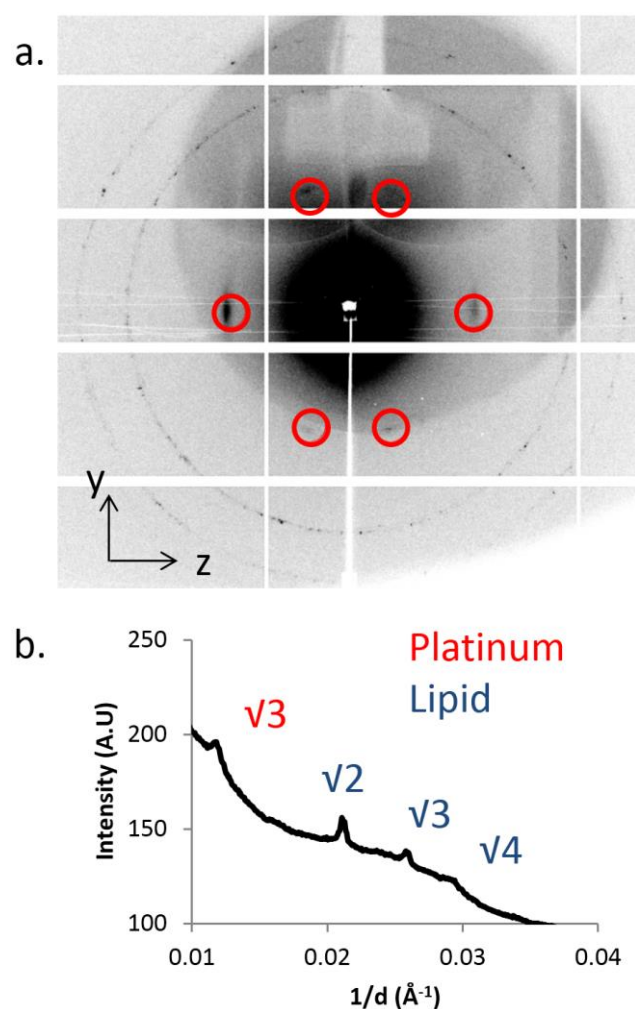 a.
y
z
b.
250
Platinum
Lipid
√3
200
√2
√3
√4
150
100
Intensity (A.U)
0.01
0.02
0.03
0.04
1/d (Å⁻¹)